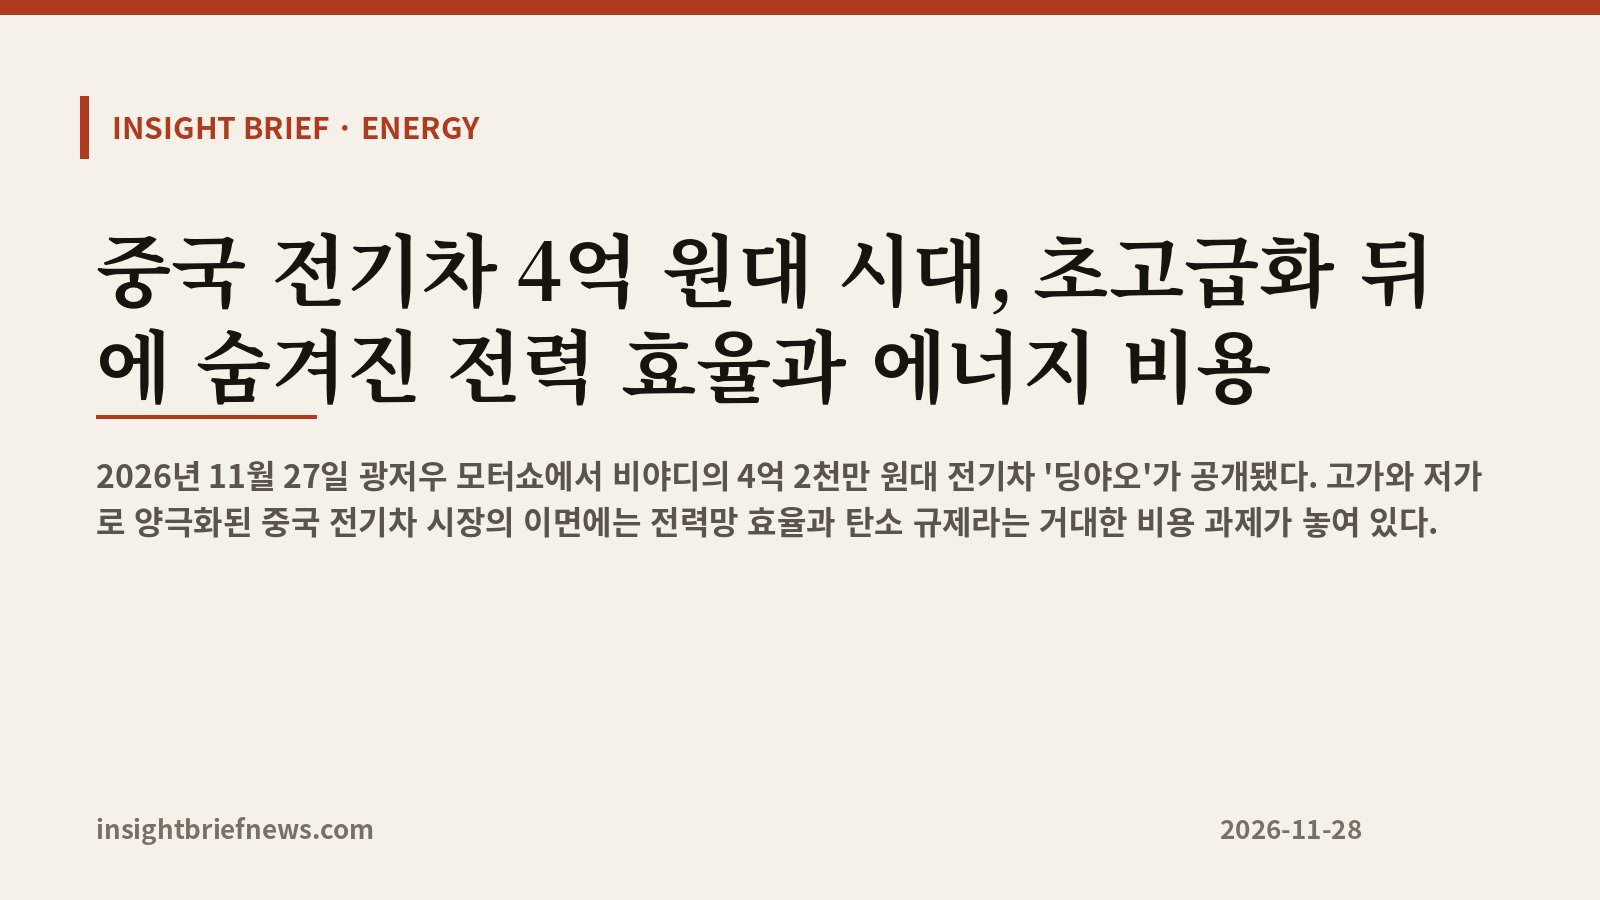 INSIGHT BRIEF · ENERGY
중국 전기차 4억 원대 시대, 초고급화 뒤
에 숨겨진 전력 효율과 에너지 비용
2026년 11월 27일 광저우 모터쇼에서 비야디의 4억 2천만 원대 전기차 '딩야오'가 공개됐다. 고가와 저가
로 양극화된 중국 전기차 시장의 이면에는 전력망 효율과 탄소 규제라는 거대한 비용 과제가 놓여 있다.
insightbriefnews.com
2026-11-28